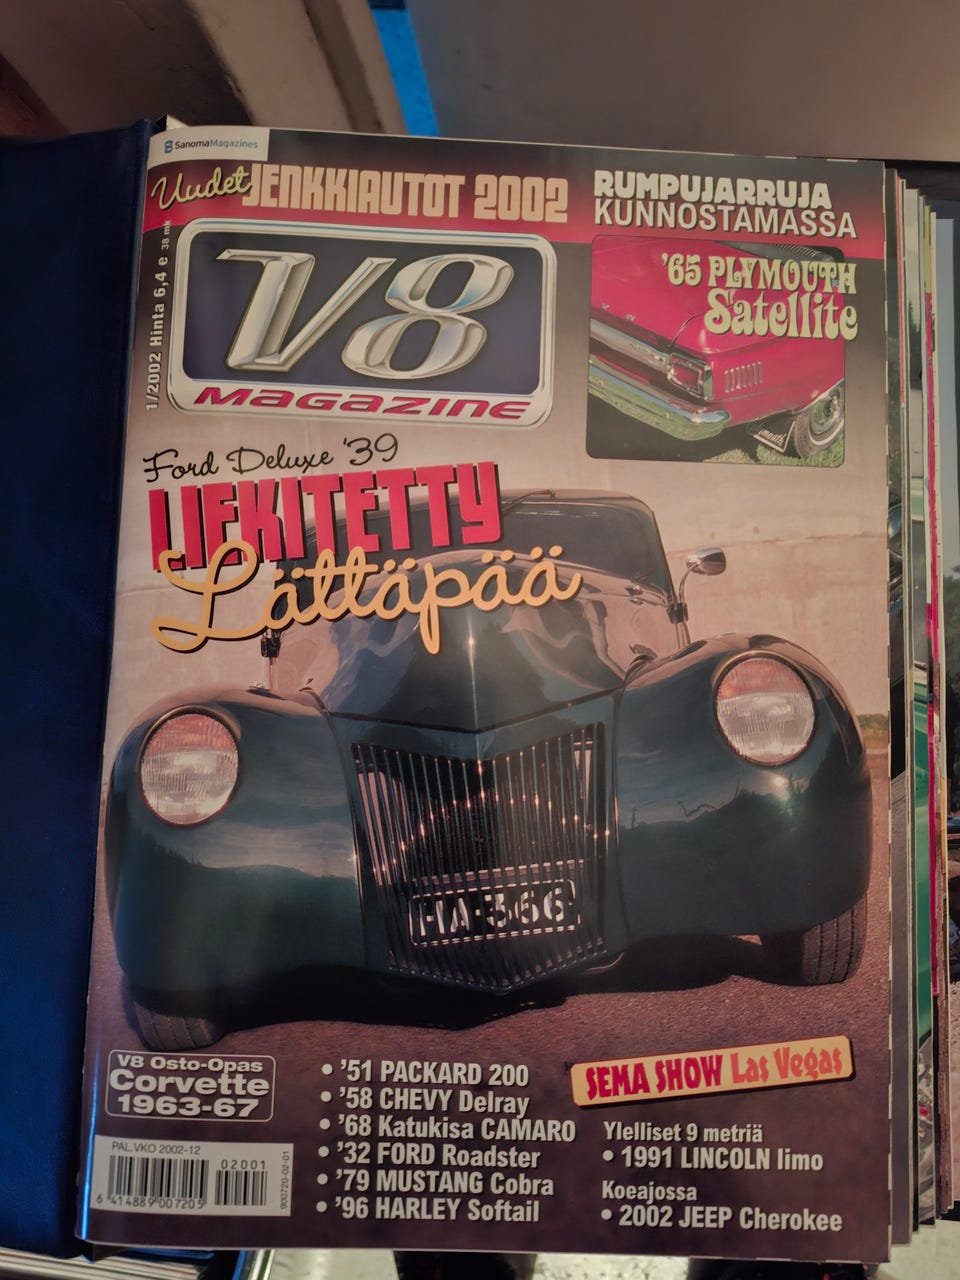 SanomaMagazines
Uudet JENKKIAUTOT 2002
RUMPUJARRUJA
KUNNOSTAMASSA
1/2002 Hinta 6,4 e 38 mk
V8
MAGAZINE
'65 PLYMOUTH
Satellite
Ford Deluxe '39
LIEKITETTY
Lättäpää
HA-366
V8 Osto-Opas
Corvette
1963-67
• '51 PACKARD 200
• '58 CHEVY Delray
• '68 Katukisa CAMARO
• '32 FORD Roadster
• '79 MUSTANG Cobra
• '96 HARLEY Softail
SEMA SHOW Las Vegas
Ylelliset 9 metriä
• 1991 LINCOLN limo
Koeajossa
• 2002 JEEP Cherokee
PAL.VKO 2002-12
02001
6 414889 007205
900720-02-01